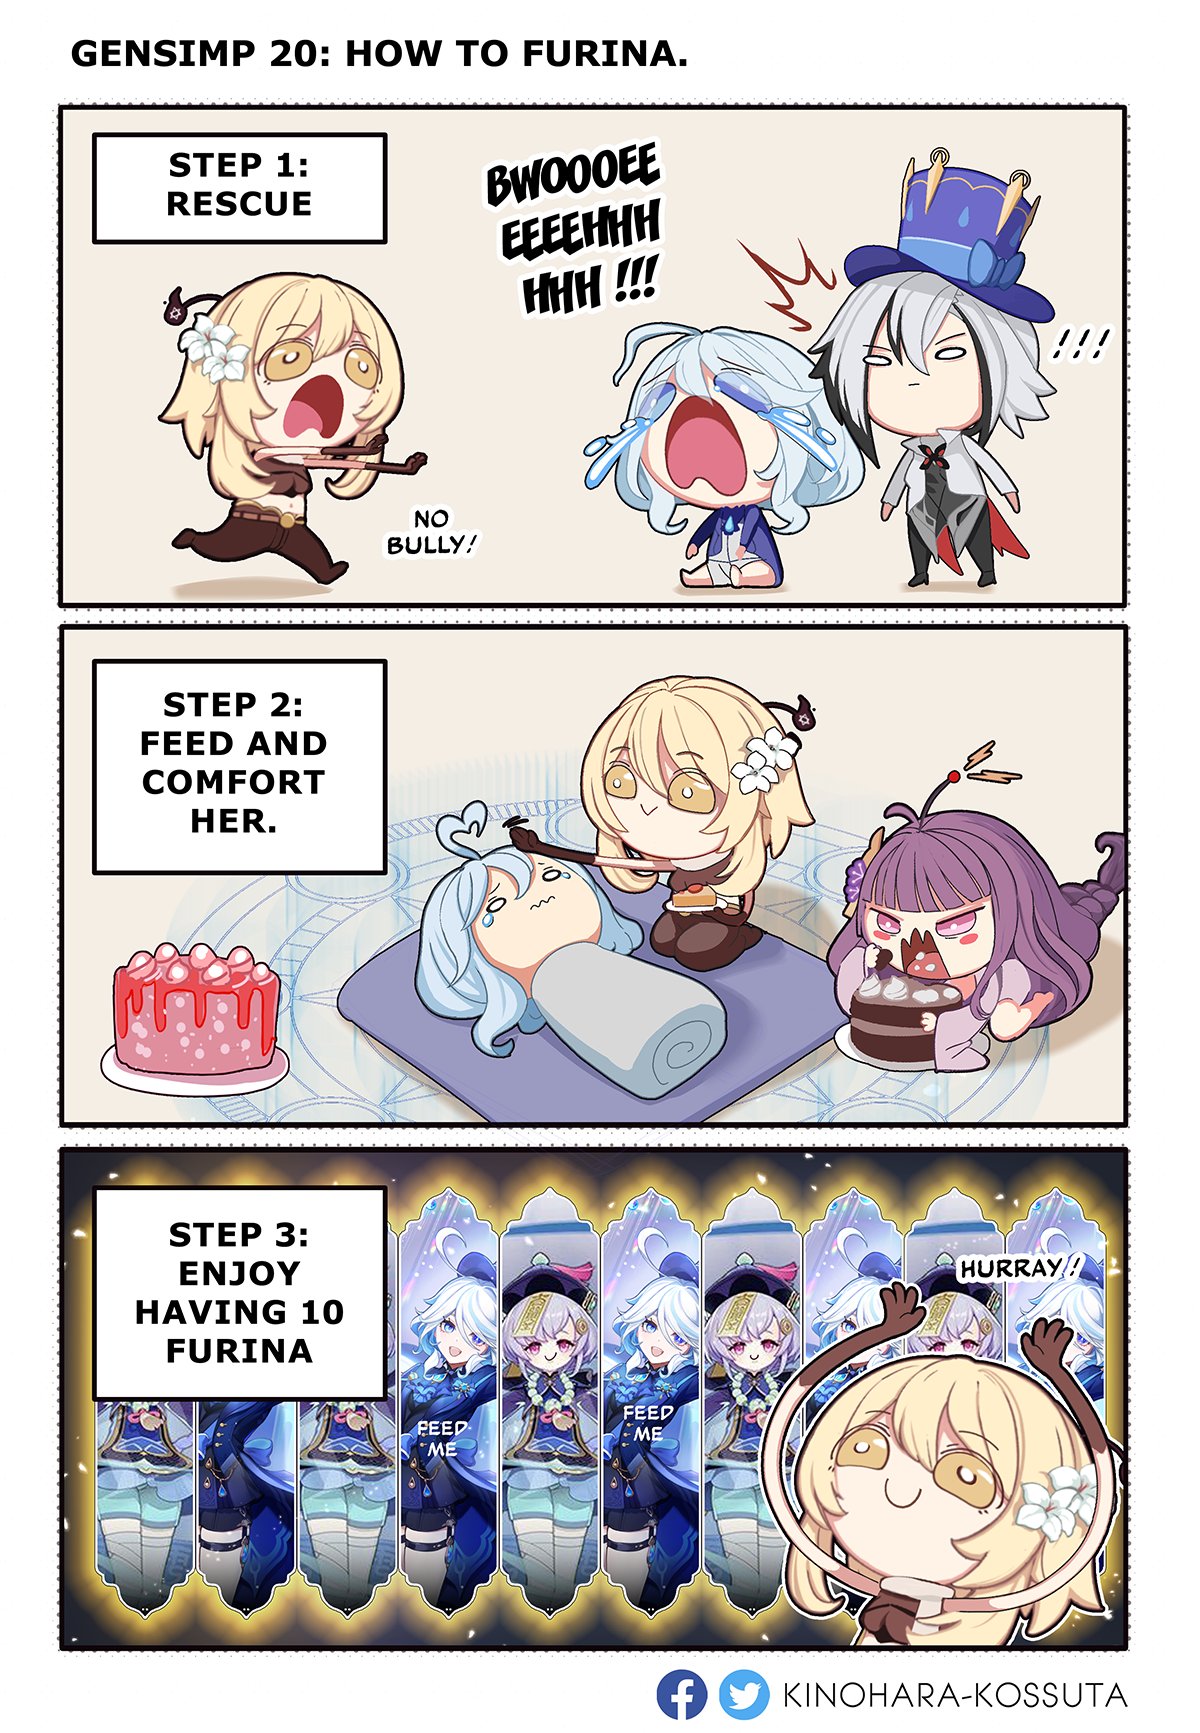 GENSIMP 20: HOW TO FURINA.
STEP 1:
RESCUE
BWOOOEE
EEEEHHH
HHH !!!
!!!
NO
BULLY!
STEP 2:
FEED AND
COMFORT
HER.
STEP 3:
ENJOY
HAVING 10
FURINA
HURRAY!
FEED
ME
FEED
ME
KINOHARA-KOSSUTA